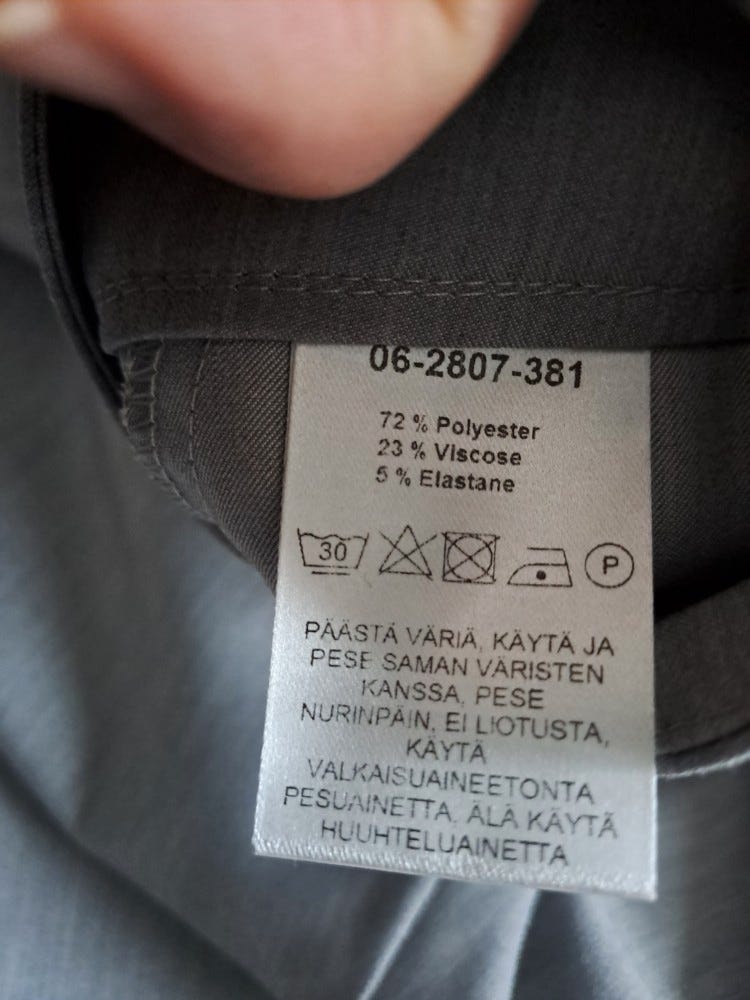 06-2807-381
72 % Polyester
23 % Viscose
5 % Elastane
30
P
PÄÄSTÄ VÄRIÄ, KÄYTÄ JA
PESE SAMAN VÄRISTEN
KANSSA, PESE
NURINPÄIN, EI LIOTUSTA,
KÄYTÄ
VALKAISUAINEETONTA
PESUAINETTA. ÄLÄ KÄYTÄ
HUUHTELUAINETTA